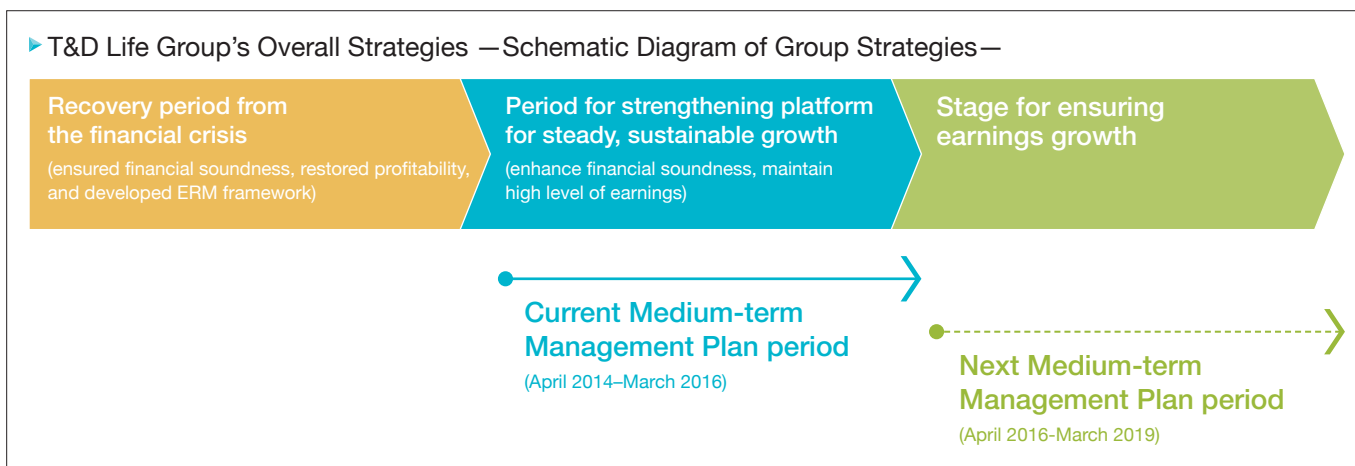 T&D Life Group's Overall Strategies —Schematic Diagram of Group Strategies—
Recovery period from
the financial crisis
(ensured financial soundness, restored profitability,
and developed ERM framework)
Period for strengthening platform
for steady, sustainable growth
(enhance financial soundness, maintain
high level of earnings)
Stage for ensuring
earnings growth
Current Medium-term
Management Plan period
(April 2014–March 2016)
Next Medium-term
Management Plan period
(April 2016-March 2019)